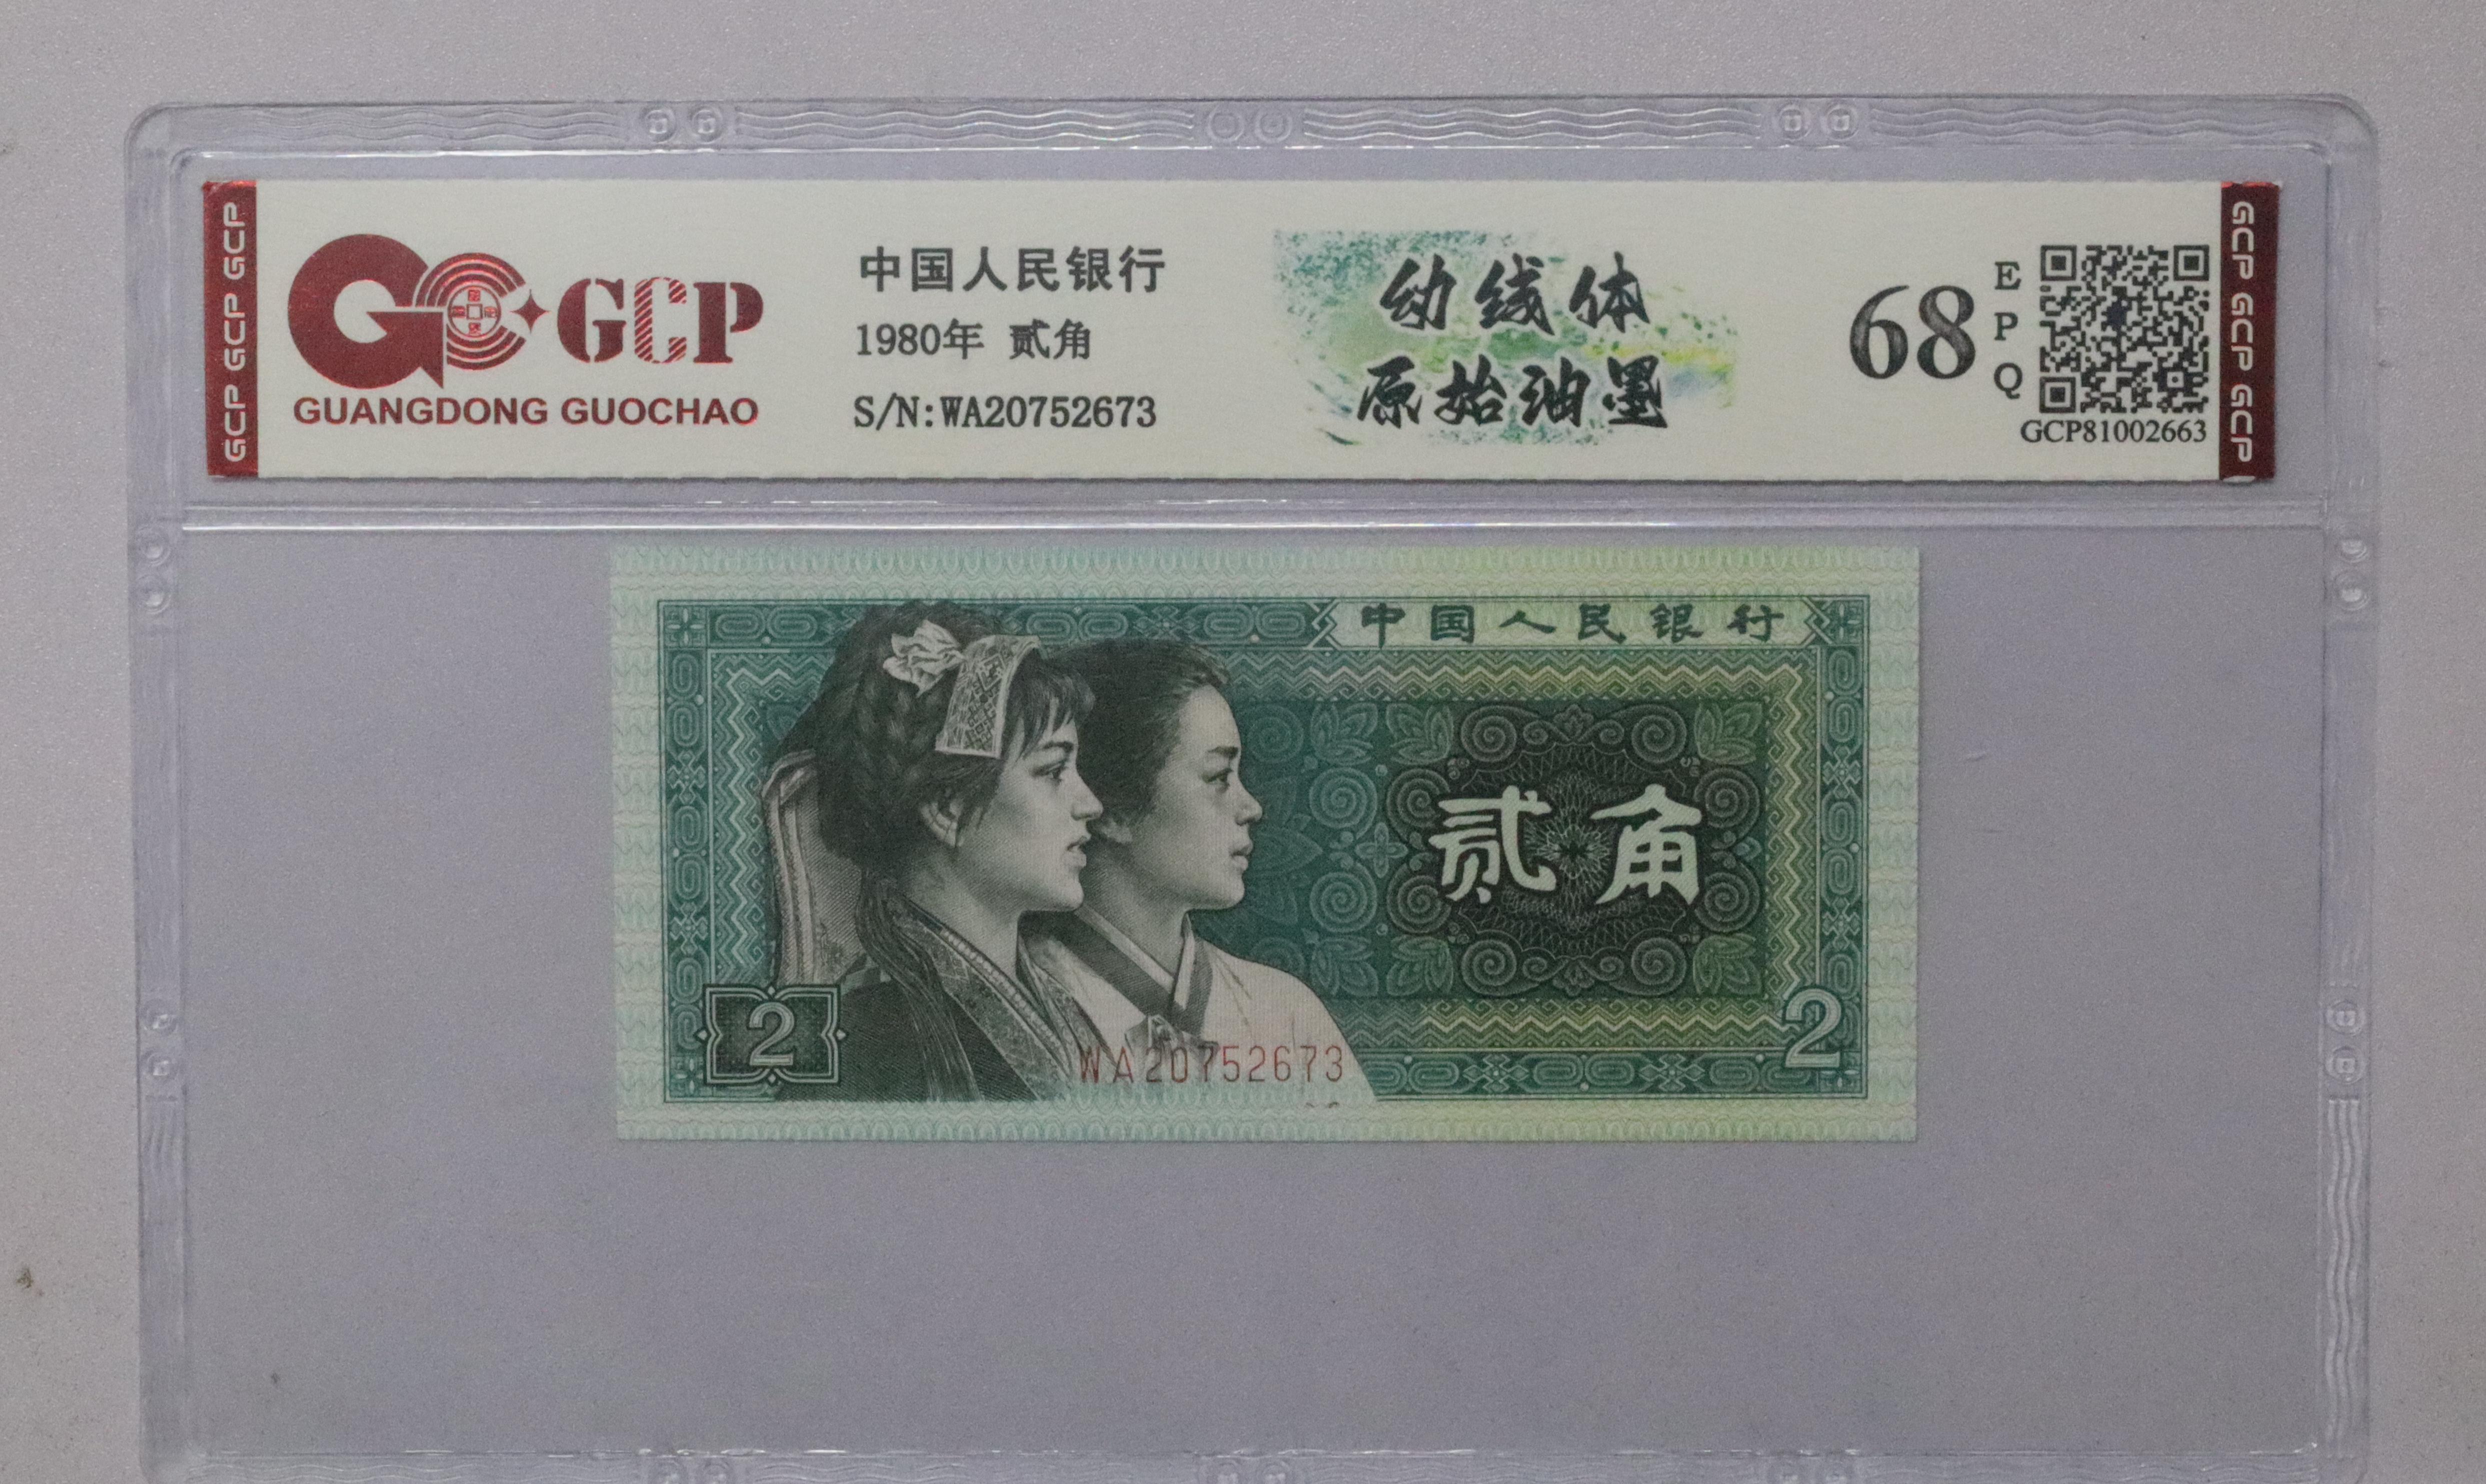 GCP GCP GCP
GCP
GUANGDONG GUOCHAO
中国人民银行
1980年 贰角
S/N:WA20752673
幼线体
原始油墨
68
E
P
Q
GCP81002663
GCP GCP GCP
中国人民银行
贰角
2
WA20752673
2